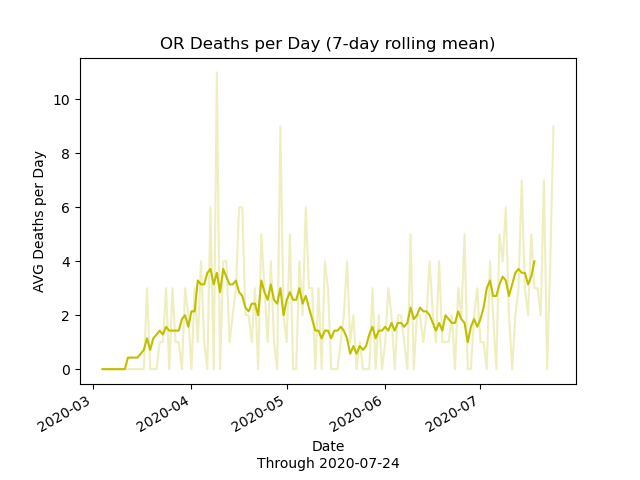 OR Deaths per Day (7-day rolling mean)
AVG Deaths per Day
10
8
6
4
2
0
2020-03
2020-04
2020-05
2020-06
2020-07
Date
Through 2020-07-24